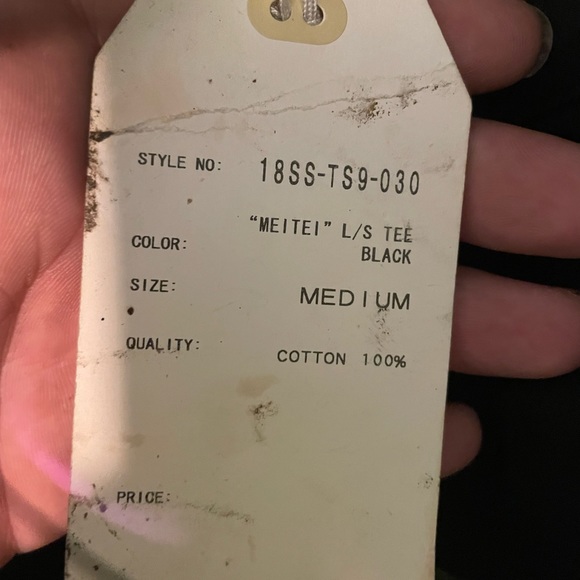 STYLE NO: 18SS-TS9-030
"MEITEI" L/S TEE
COLOR: BLACK
SIZE: MEDIUM
QUALITY: COTTON 100%
PRICE: